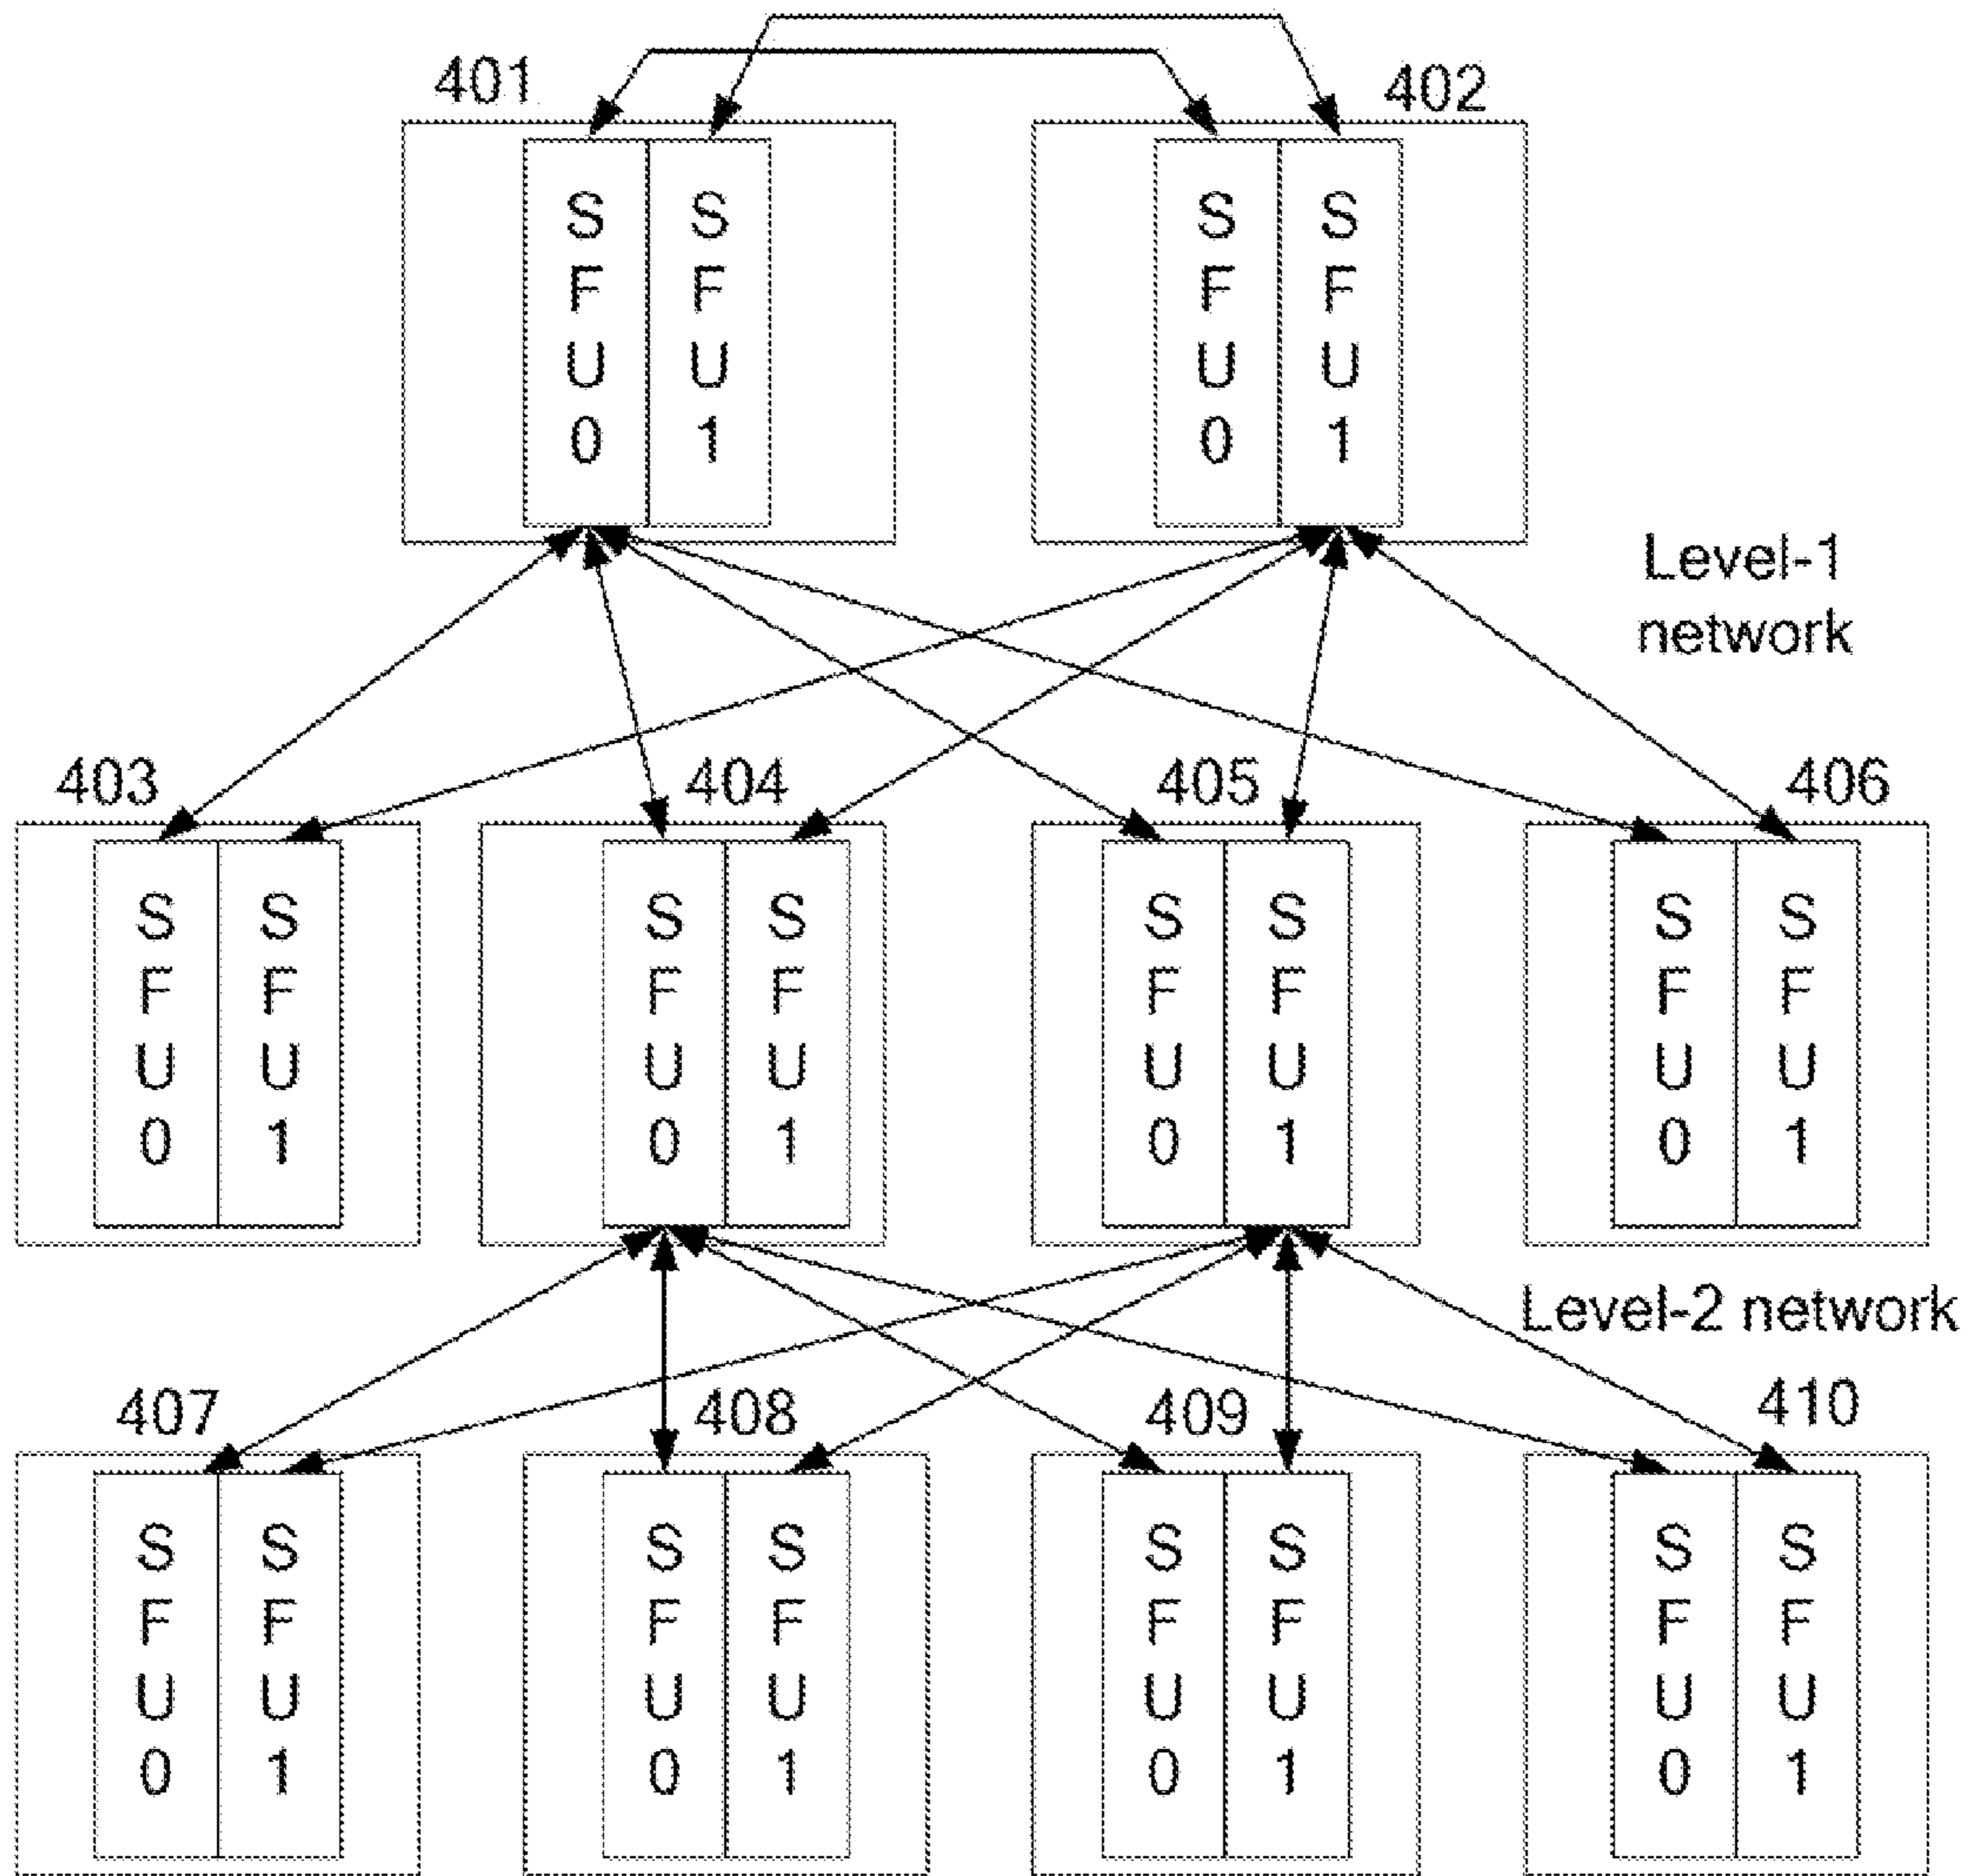 401
402
S F U 0
S F U 1
S F U 0
S F U 1
Level-1
network
403
404
405
406
S F U 0
S F U 1
S F U 0
S F U 1
S F U 0
S F U 1
S F U 0
S F U 1
Level-2 network
407
408
409
410
S F U 0
S F U 1
S F U 0
S F U 1
S F U 0
S F U 1
S F U 0
S F U 1